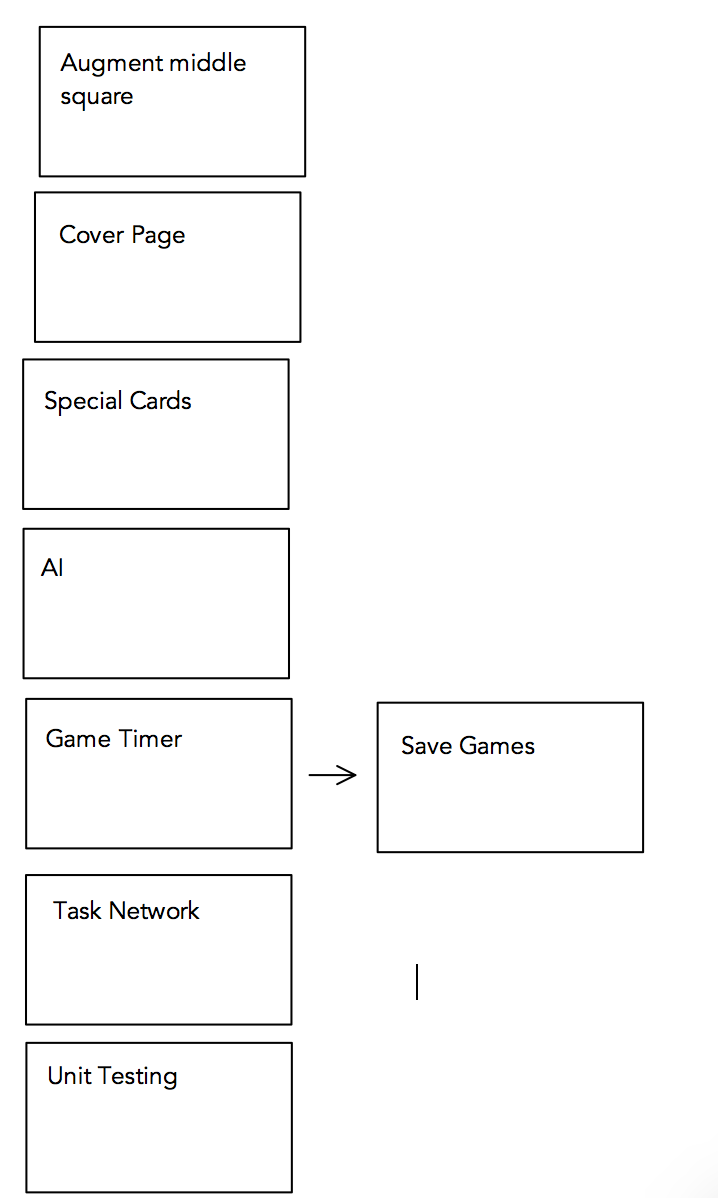 Augment middle
square
Cover Page
Special Cards
AI
Game Timer
Save Games
Task Network
Unit Testing